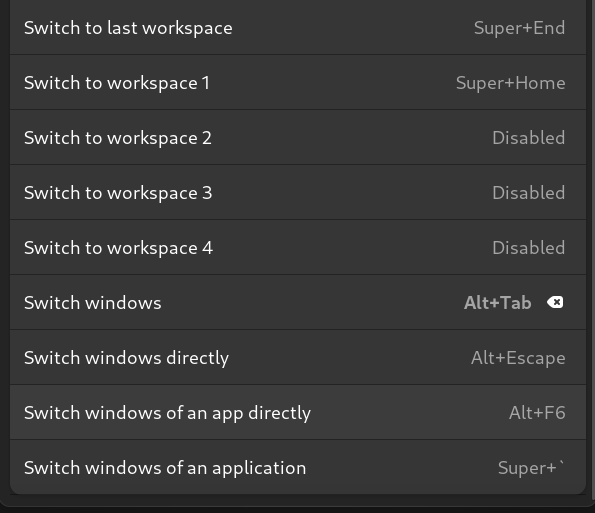 Switch to last workspace Super+End
Switch to workspace 1 Super+Home
Switch to workspace 2 Disabled
Switch to workspace 3 Disabled
Switch to workspace 4 Disabled
Switch windows Alt+Tab
Switch windows directly Alt+Escape
Switch windows of an app directly Alt+F6
Switch windows of an application Super+`